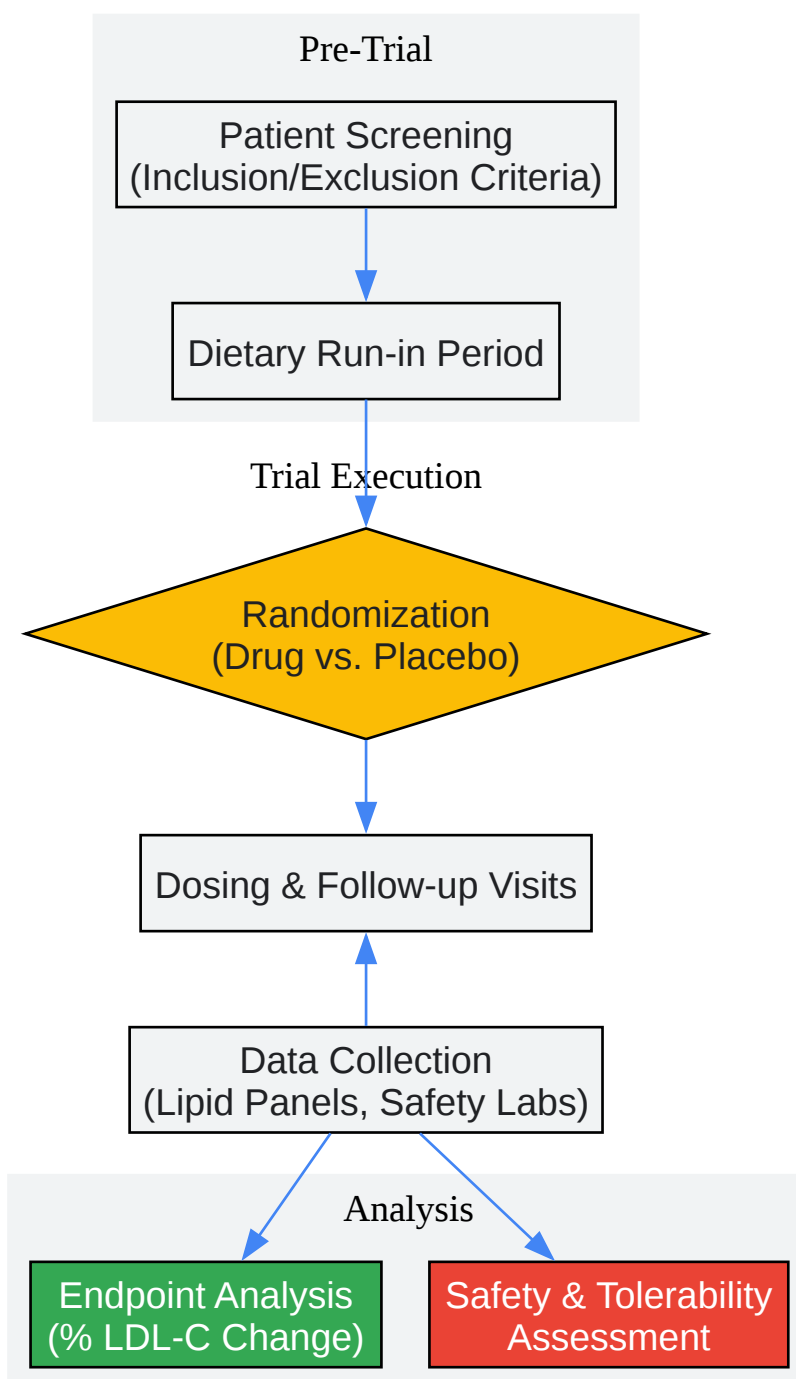 Pre-Trial
Patient Screening
(Inclusion/Exclusion Criteria)
Dietary Run-in Period
Trial Execution
Randomization
(Drug vs. Placebo)
Dosing & Follow-up Visits
Data Collection
(Lipid Panels, Safety Labs)
Analysis
Endpoint Analysis
(% LDL-C Change)
Safety & Tolerability
Assessment